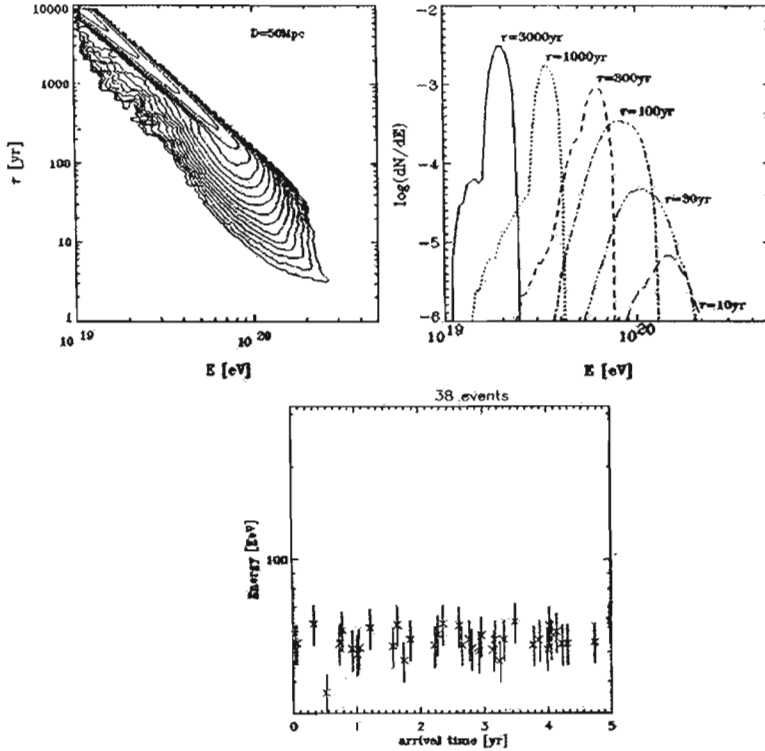 10000
1000
100
10
1
τ [yr]
D=50Mpc
10^19
10^20
E [eV]
-2
-3
-4
-5
-6
log(dN/dE)
τ=3000yr
τ=1000yr
τ=300yr
τ=100yr
τ=30yr
τ=10yr
10^19
10^20
E [eV]
38 events
Energy [EeV]
100
0
1
2
3
4
5
arrival time [yr]